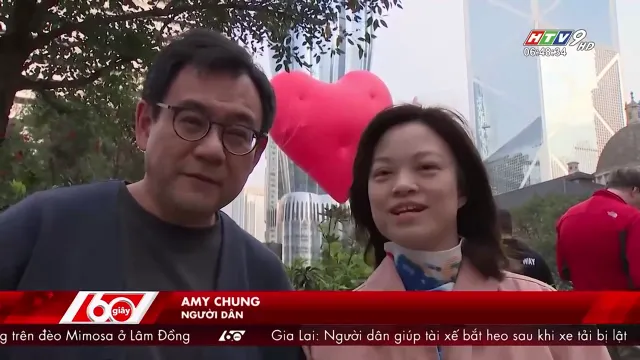 HTV9 HD
06:48:34
60 giây
AMY CHUNG
NGƯỜI DÂN
g trên đèo Mimosa ở Lâm Đồng 60 Gia Lai: Người dân giúp tài xế bắt heo sau khi xe tải bị lật